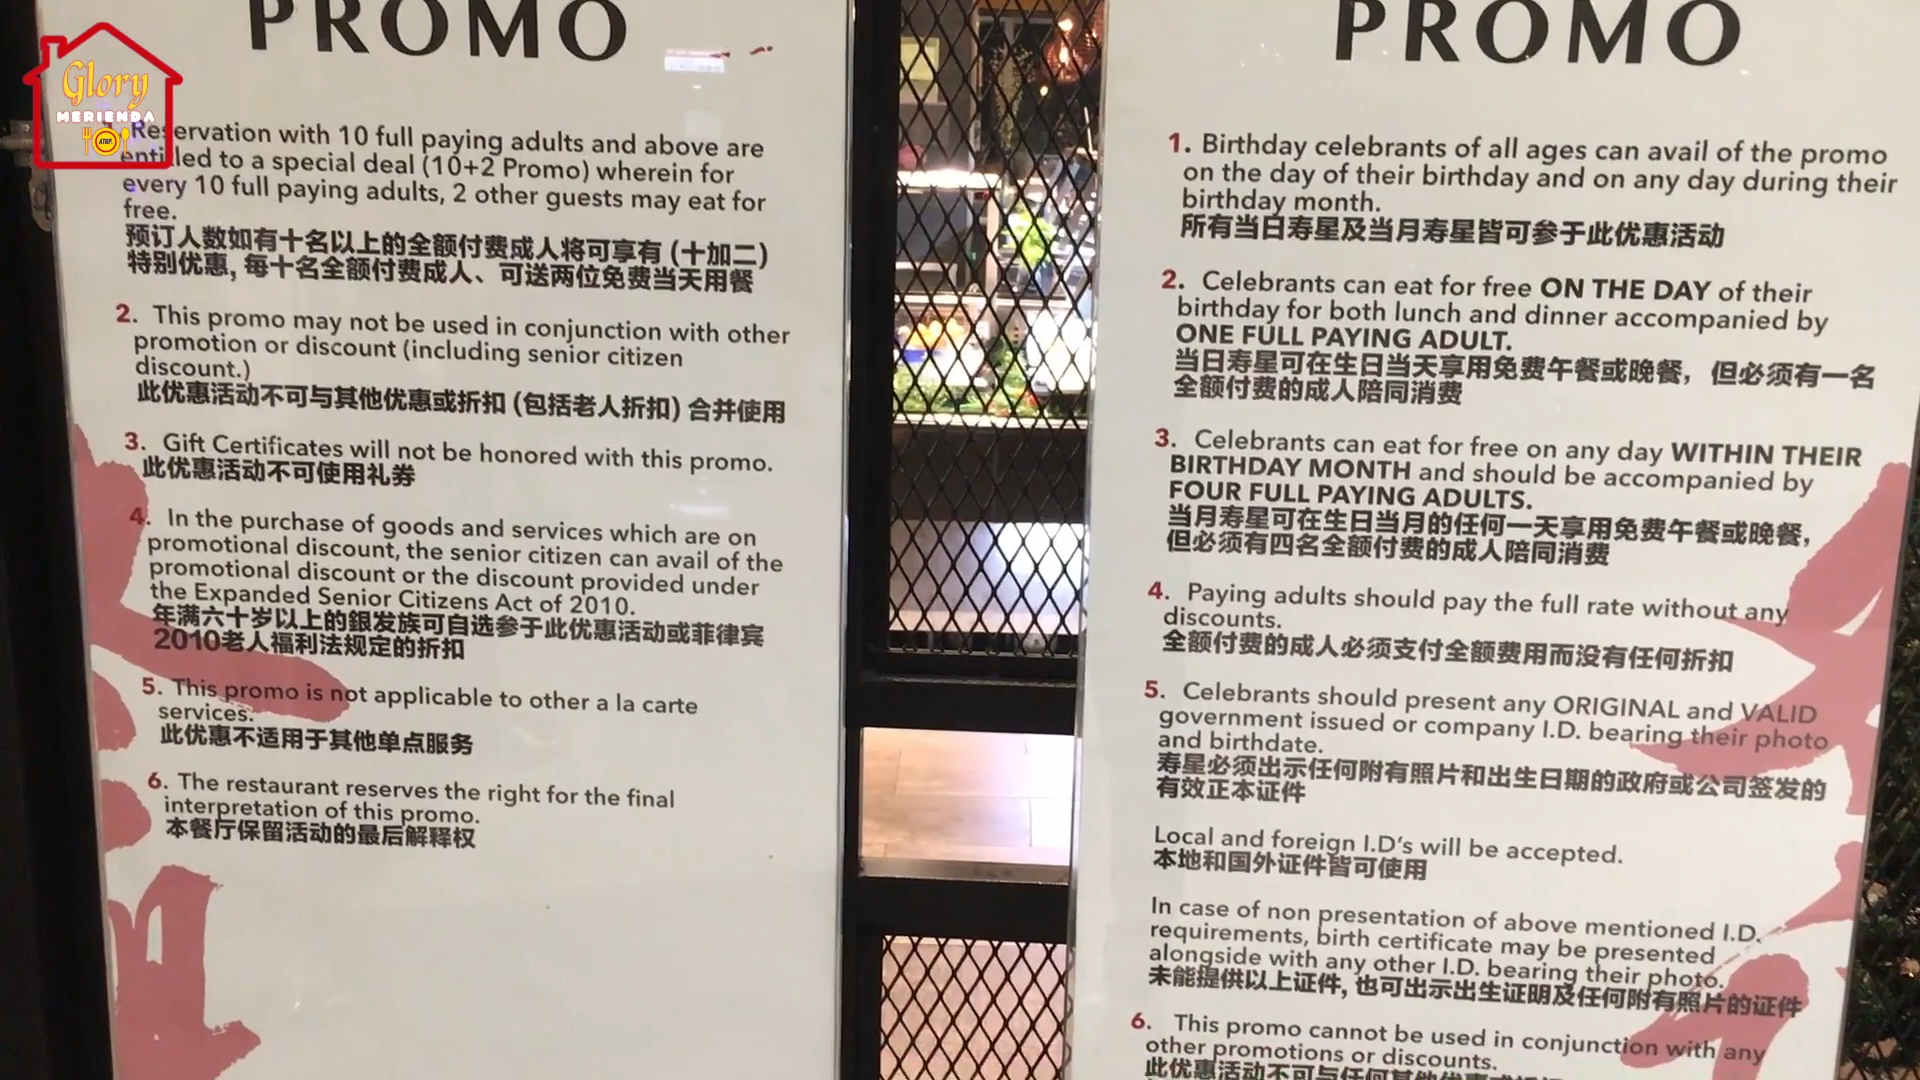 Glory
MERIENDA
ATBP.
PROMO
Reservation with 10 full paying adults and above are
entitled to a special deal (10+2 Promo) wherein for
every 10 full paying adults, 2 other guests may eat for
free.
预订人数如有十名以上的全额付费成人将可享有 (十加二)
特别优惠, 每十名全额付费成人、可送两位免费当天用餐
2. This promo may not be used in conjunction with other
promotion or discount (including senior citizen
discount.)
此优惠活动不可与其他优惠或折扣 (包括老人折扣) 合并使用
3. Gift Certificates will not be honored with this promo.
此优惠活动不可使用礼券
4. In the purchase of goods and services which are on
promotional discount, the senior citizen can avail of the
promotional discount or the discount provided under
the Expanded Senior Citizens Act of 2010.
年满六十岁以上的銀发族可自选参于此优惠活动或菲律宾
2010老人福利法规定的折扣
5. This promo is not applicable to other a la carte
services.
此优惠不适用于其他单点服务
6. The restaurant reserves the right for the final
interpretation of this promo.
本餐厅保留活动的最后解释权
PROMO
1. Birthday celebrants of all ages can avail of the promo
on the day of their birthday and on any day during their
birthday month.
所有当日寿星及当月寿星皆可参于此优惠活动
2. Celebrants can eat for free ON THE DAY of their
birthday for both lunch and dinner accompanied by
ONE FULL PAYING ADULT.
当日寿星可在生日当天享用免费午餐或晚餐，但必须有一名
全额付费的成人陪同消费
3. Celebrants can eat for free on any day WITHIN THEIR
BIRTHDAY MONTH and should be accompanied by
FOUR FULL PAYING ADULTS.
当月寿星可在生日当月的任何一天享用免费午餐或晚餐，
但必须有四名全额付费的成人陪同消费
4. Paying adults should pay the full rate without any
discounts.
全额付费的成人必须支付全额费用而没有任何折扣
5. Celebrants should present any ORIGINAL and VALID
government issued or company I.D. bearing their photo
and birthdate.
寿星必须出示任何附有照片和出生日期的政府或公司签发的
有效正本证件
Local and foreign I.D's will be accepted.
本地和国外证件皆可使用
In case of non presentation of above mentioned I.D.
requirements, birth certificate may be presented
alongside with any other I.D. bearing their photo.
未能提供以上证件, 也可出示出生证明及任何附有照片的证件
6. This promo cannot be used in conjunction with any
other promotions or discounts.
此优惠活动不可与任何其他优惠